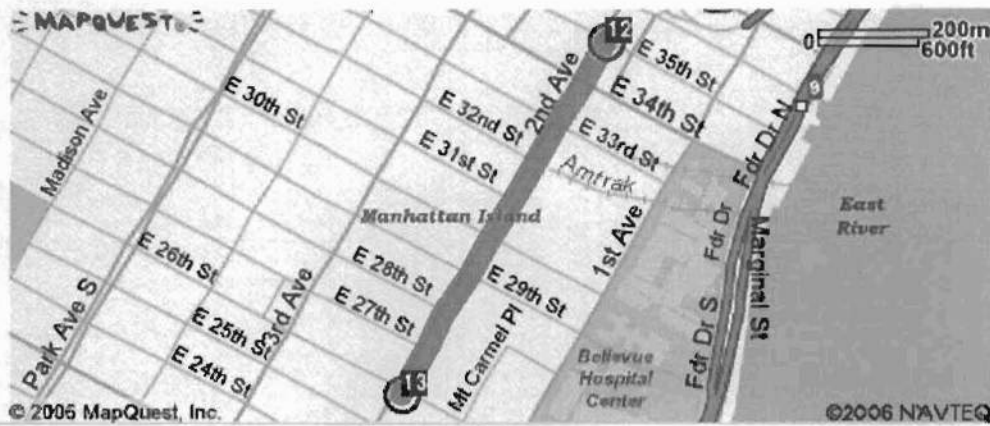 MAPQUEST
12
0 200m
600ft
E 35th St
2nd Ave
E 30th St
E 34th St
E 32nd St
Madison Ave
9
E 33rd St
E 31st St
Fdr Dr N
Amtrak
Manhattan Island
East
River
1st Ave
Fdr Dr
Marginal St
E 26th St
E 28th St
E 29th St
E 27th St
3rd Ave
Park Ave S
E 25th St
E 24th St
Mt Carmel Pl
Fdr Dr S
Bellevue
Hospital
Center
13
© 2006 MapQuest, Inc.
©2006 NAVTEQ